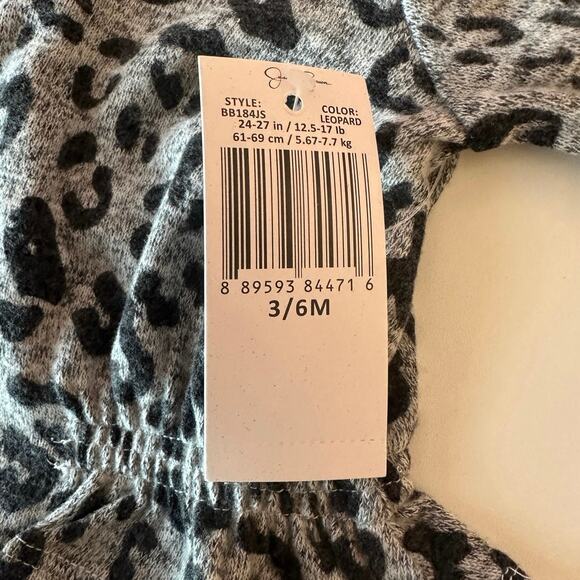 STYLE: COLOR:
BB184JS LEOPARD
24-27 in / 12.5-17 lb
61-69 cm / 5.67-7.7 kg
8 89593 84471 6
3/6M